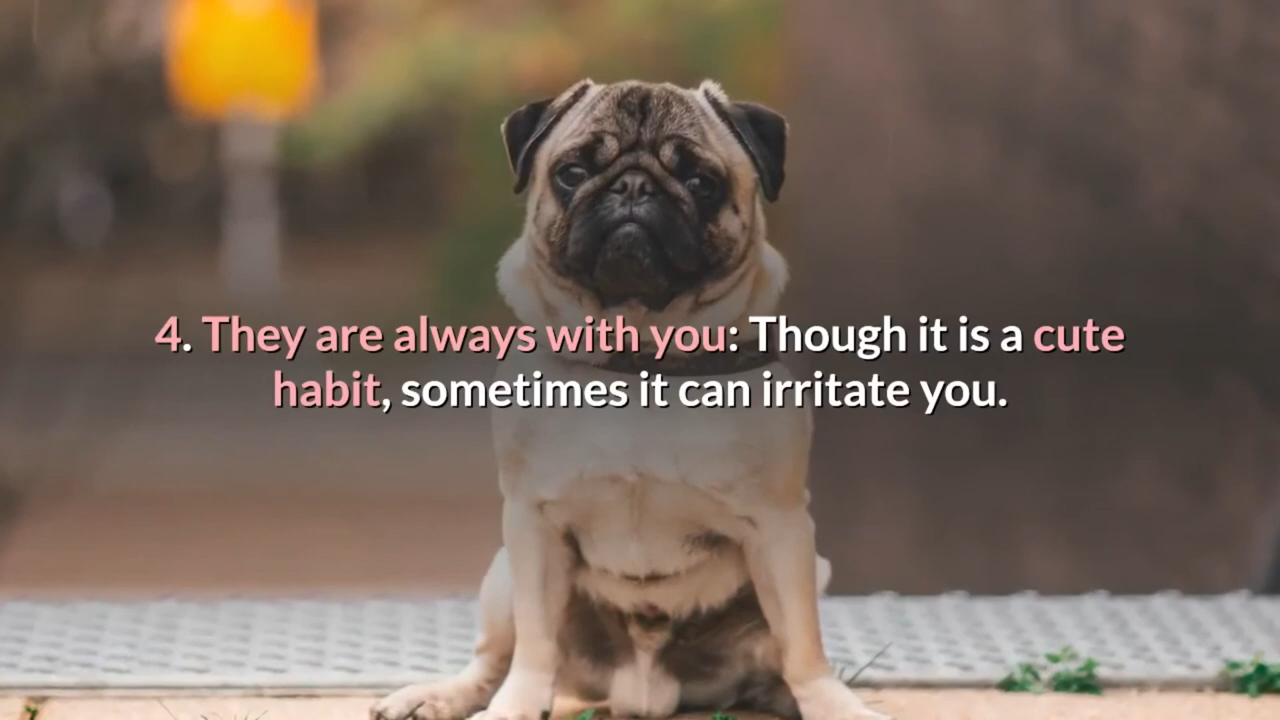 4. They are always with you: Though it is a cute
habit, sometimes it can irritate you.